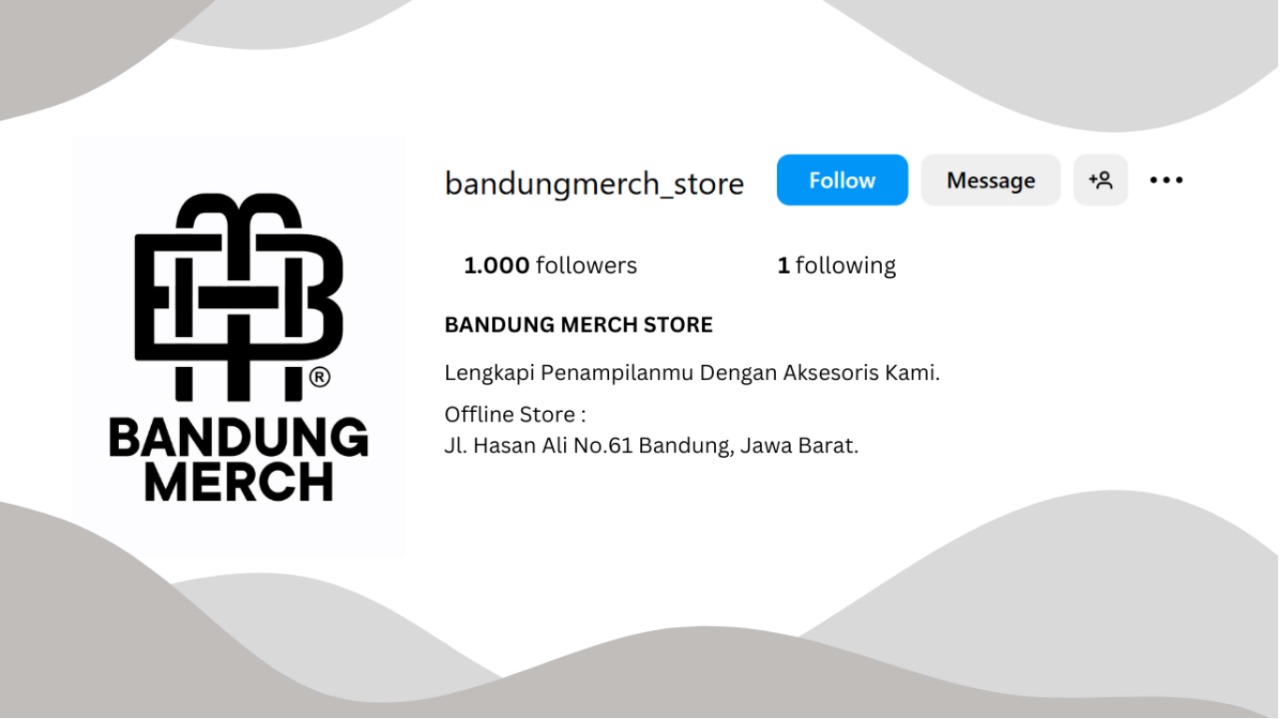 bandungmerch_store Follow Message
1.000 followers 1 following
BANDUNG MERCH STORE
Lengkapi Penampilanmu Dengan Aksesoris Kami.
Offline Store :
Jl. Hasan Ali No.61 Bandung, Jawa Barat.
®
BANDUNG
MERCH